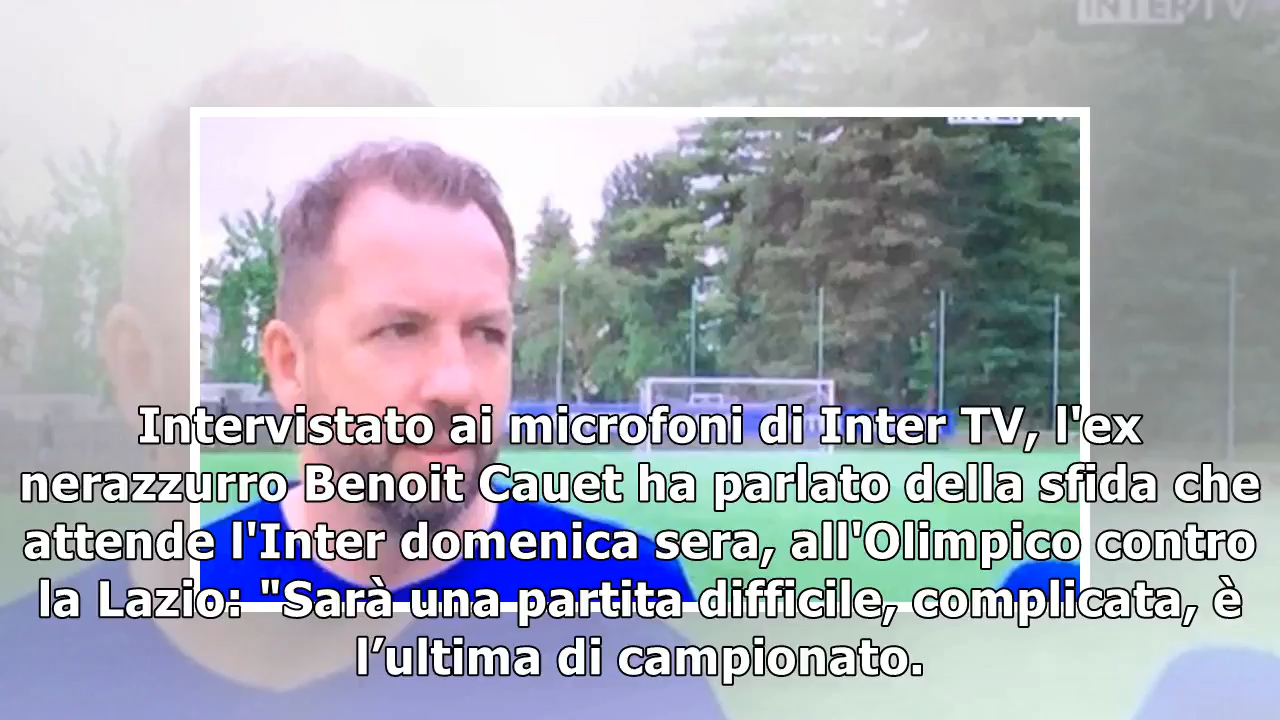 INTER TV
Intervistato ai microfoni di Inter TV, l'ex
nerazzurro Benoit Cauet ha parlato della sfida che
attende l'Inter domenica sera, all'Olimpico contro
la Lazio: "Sarà una partita difficile, complicata, è
l’ultima di campionato.